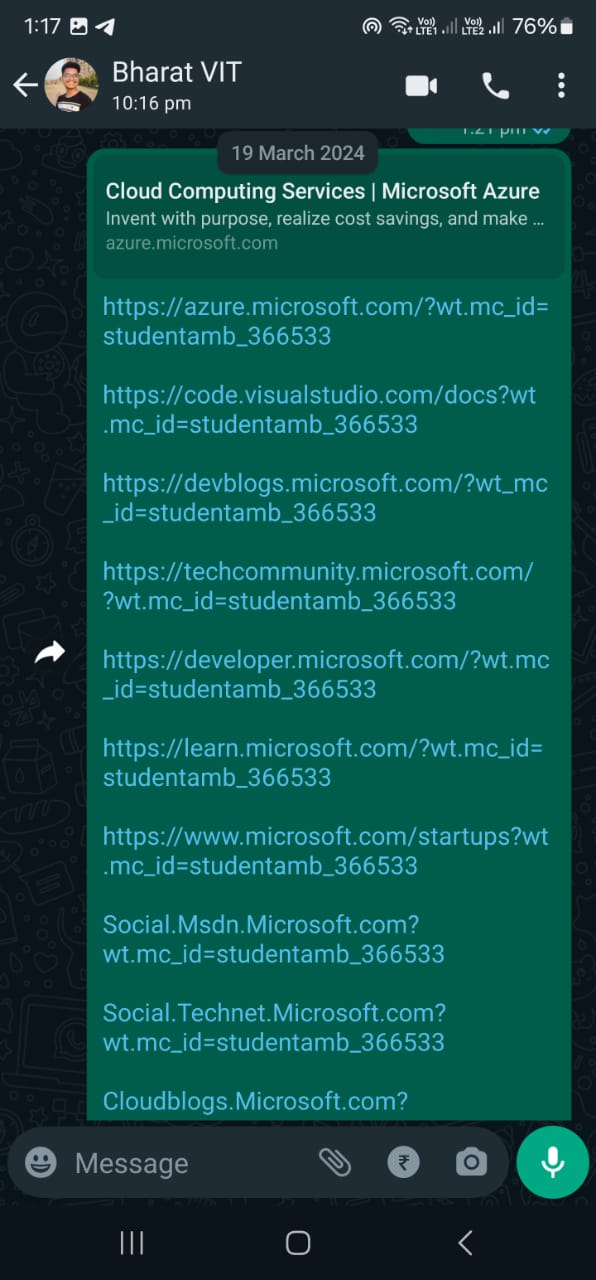 1:17 Vo)) LTE1 Vo)) LTE2 76%
Bharat VIT
10:16 pm
1:21 pm
19 March 2024
Cloud Computing Services | Microsoft Azure
Invent with purpose, realize cost savings, and make ...
azure.microsoft.com
https://azure.microsoft.com/?wt.mc_id=
studentamb_366533
https://code.visualstudio.com/docs?wt
.mc_id=studentamb_366533
https://devblogs.microsoft.com/?wt_mc
_id=studentamb_366533
https://techcommunity.microsoft.com/
?wt.mc_id=studentamb_366533
https://developer.microsoft.com/?wt.mc
_id=studentamb_366533
https://learn.microsoft.com/?wt.mc_id=
studentamb_366533
https://www.microsoft.com/startups?wt
.mc_id=studentamb_366533
Social.Msdn.Microsoft.com?
wt.mc_id=studentamb_366533
Social.Technet.Microsoft.com?
wt.mc_id=studentamb_366533
Cloudblogs.Microsoft.com?
Message ₹